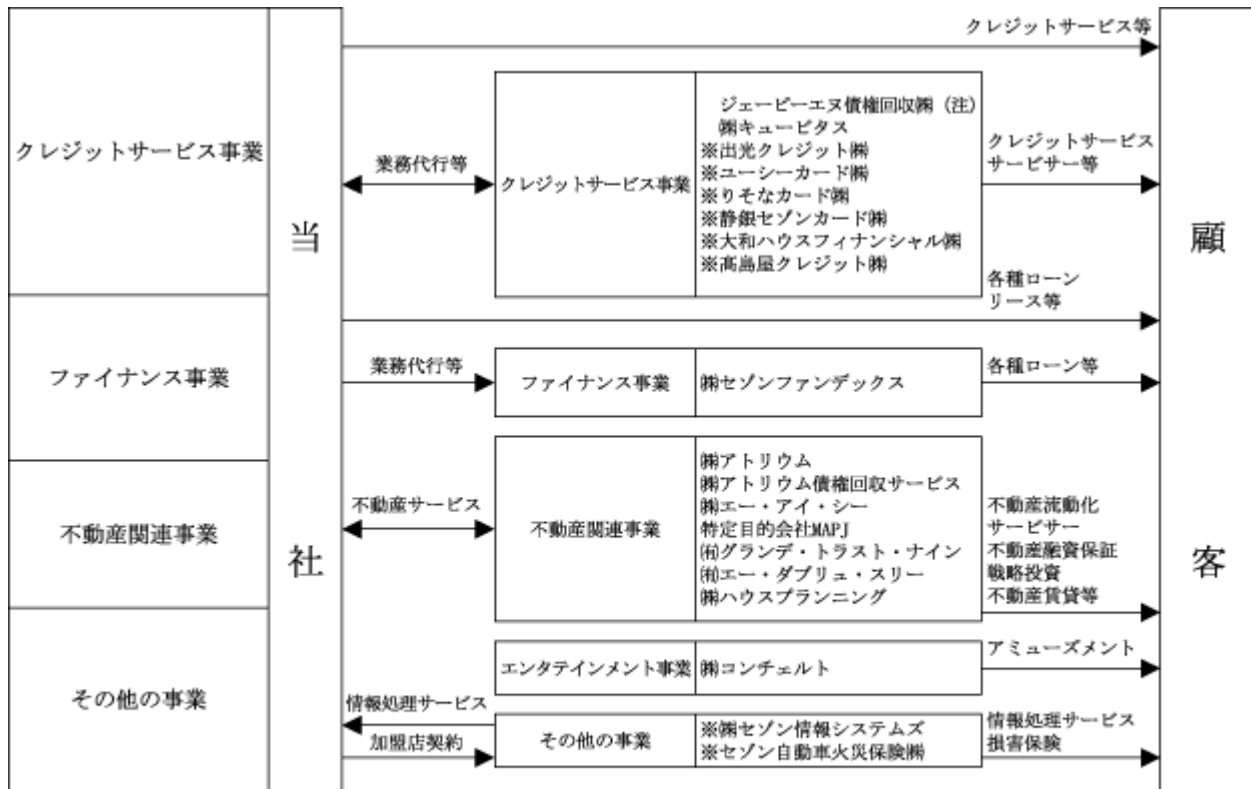 クレジットサービス事業
ファイナンス事業
不動産関連事業
その他の事業
当
社
クレジットサービス等
業務代行等
クレジットサービス事業
ジェーピーエヌ債権回収㈱（注）
㈱キュービタス
※出光クレジット㈱
※ユーシーカード㈱
※りそなカード㈱
※静銀セゾンカード㈱
※大和ハウスフィナンシャル㈱
※髙島屋クレジット㈱
クレジットサービス
サービサー等
各種ローン
リース等
業務代行等
ファイナンス事業
㈱セゾンファンデックス
各種ローン等
不動産サービス
不動産関連事業
㈱アトリウム
㈱アトリウム債権回収サービス
㈱エー・アイ・シー
特定目的会社MAPJ
㈲グランデ・トラスト・ナイン
㈲エー・ダブリュ・スリー
㈱ハウスプランニング
不動産流動化
サービサー
不動産融資保証
戦略投資
不動産賃貸等
エンタテインメント事業
㈱コンチェルト
アミューズメント
情報処理サービス
加盟店契約
その他の事業
※㈱セゾン情報システムズ
※セゾン自動車火災保険㈱
情報処理サービス
損害保険
顧
客